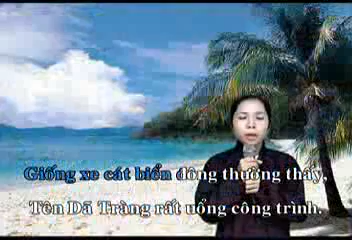 Giống xe cát biển đông thường thấy,
Tên Dã Tràng rất uổng công trình.